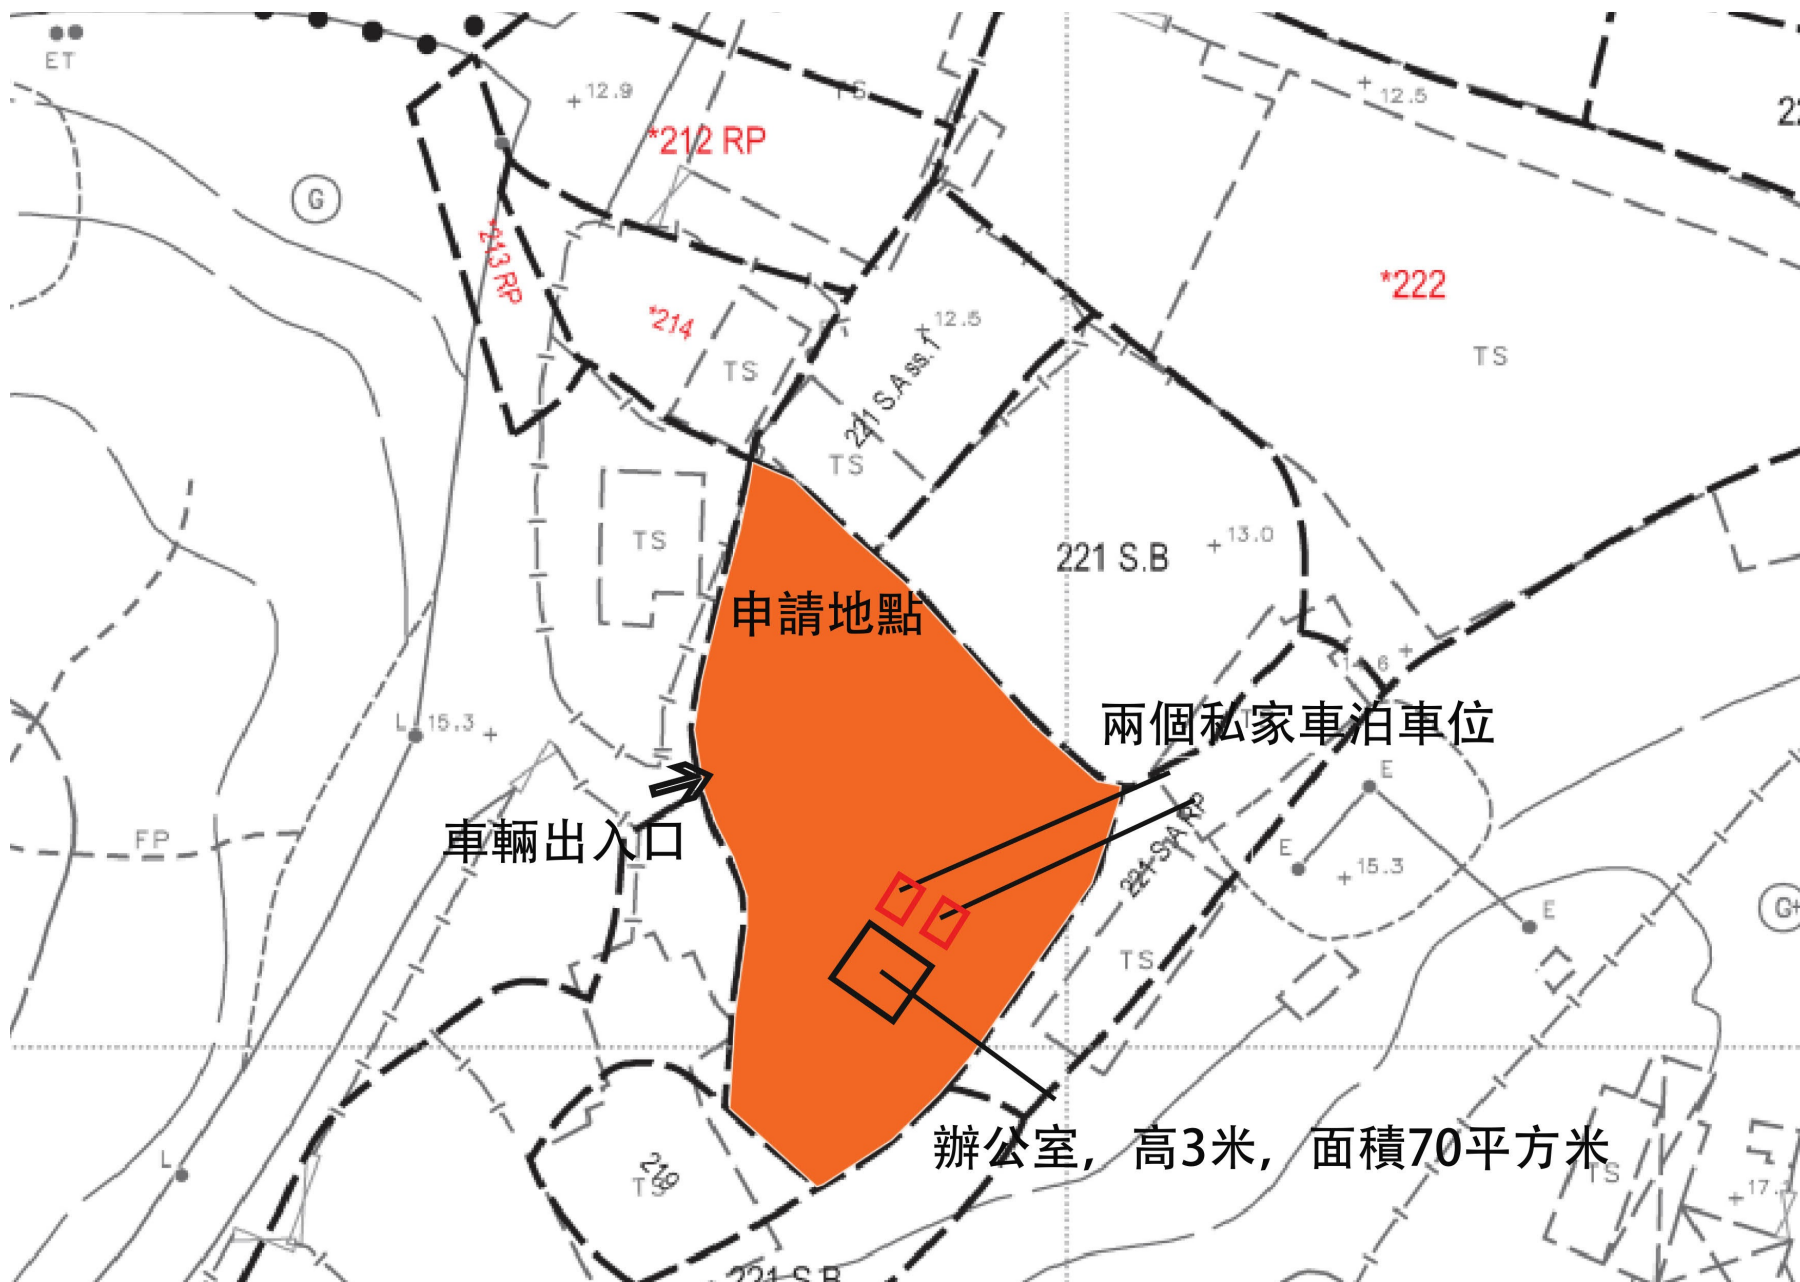 ET
12.9
TS
12.5
*212 RP
G
*213 RP
*214
12.5
*222
TS
TS
221 S.A ss.1
TS
TS
221 S.B
13.0
申請地點
L
15.3
兩個私家車泊車位
E
車輛出入口
FP
E
15.3
221 S.A RP
E
G
TS
辦公室，高3米，面積70平方米
L
219
TS
TS
221 S.B